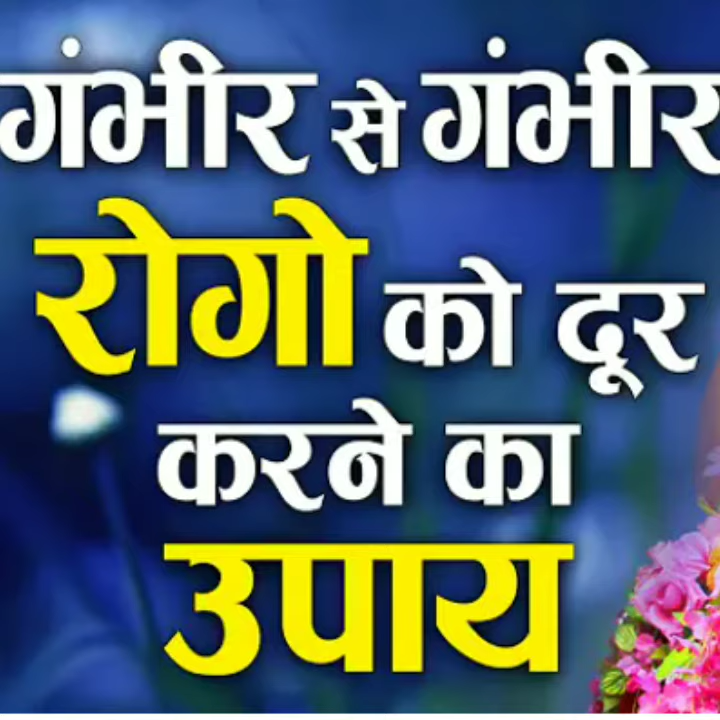 गंभीर से गंभीर
रोगो को दूर
करने का
उपाय